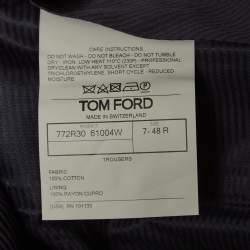 CARE INSTRUCTIONS
DO NOT WASH - DO NOT BLEACH - DO NOT TUMBLE
DRY - IRON, LOW HEAT 110°C (230F) - PROFESSIONAL
DRYCLEAN WITH ANY SOLVENT EXCEPT
TRICHLOROETHYLENE, SHORT CYCLE - REDUCED
MOISTURE
TOM FORD
MADE IN SWITZERLAND
772R30 61004W
7- 48 R
TROUSERS
FABRIC
100% COTTON
LINING
100% RAYON CUPRO
RN 101135